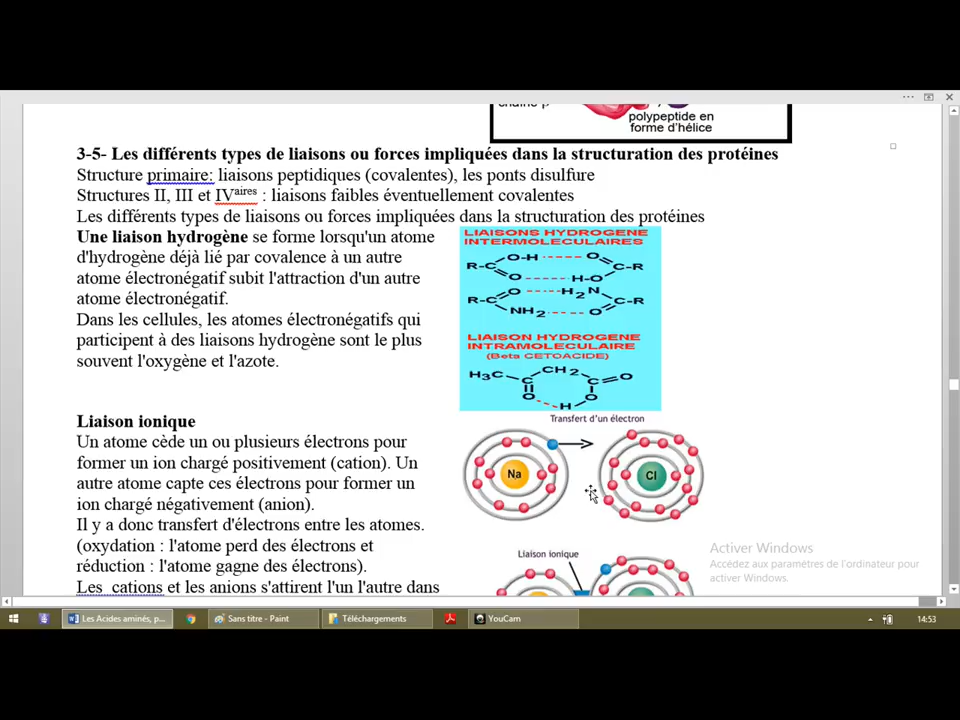 polypeptide en
forme d'hélice
3-5- Les différents types de liaisons ou forces impliquées dans la structuration des protéines
Structure primaire: liaisons peptidiques (covalentes), les ponts disulfure
Structures II, III et IVaires : liaisons faibles éventuellement covalentes
Les différents types de liaisons ou forces impliquées dans la structuration des protéines
Une liaison hydrogène se forme lorsqu'un atome
d'hydrogène déjà lié par covalence à un autre
atome électronégatif subit l'attraction d'un autre
atome électronégatif.
Dans les cellules, les atomes électronégatifs qui
participent à des liaisons hydrogène sont le plus
souvent l'oxygène et l'azote.
LIAISONS HYDROGENE
INTERMOLECULAIRES
R-C O-H O C-R
O H-O
R-C O H2N C-R
NH2 O
LIAISON HYDROGENE
INTRAMOLECULAIRE
(Beta CETOACIDE)
H3C C CH2 C O
O H O
Liaison ionique
Un atome cède un ou plusieurs électrons pour
former un ion chargé positivement (cation). Un
autre atome capte ces électrons pour former un
ion chargé négativement (anion).
Il y a donc transfert d'électrons entre les atomes.
(oxydation : l'atome perd des électrons et
réduction : l'atome gagne des électrons).
Les cations et les anions s'attirent l'un l'autre dans
Transfert d'un électron
Na
Cl
Liaison ionique
Activer Windows
Accédez aux paramètres de l'ordinateur pour
activer Windows.
Les Acides aminés, p...
Sans titre - Paint
Téléchargements
YouCam
14:53